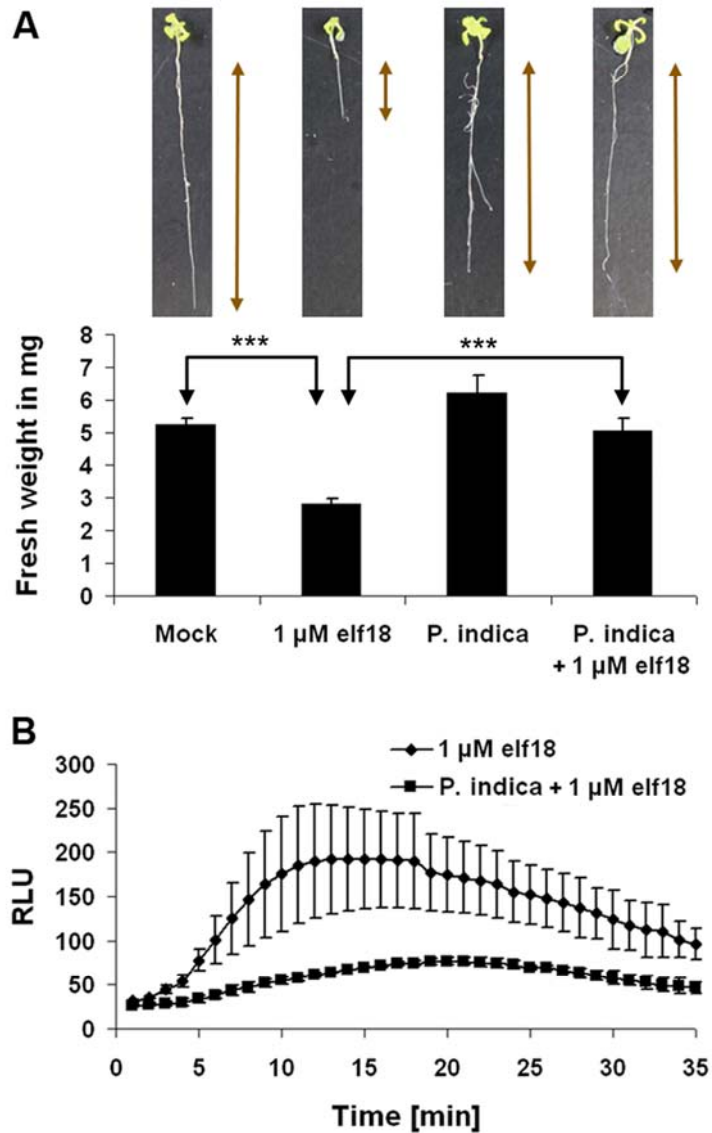 A
*** ***
8
7
6
5
4
3
2
1
0
Fresh weight in mg
Mock
1 µM elf18
P. indica
P. indica
+ 1 µM elf18
B
1 µM elf18
P. indica + 1 µM elf18
300
250
200
150
100
50
0
RLU
0 5 10 15 20 25 30 35
Time [min]